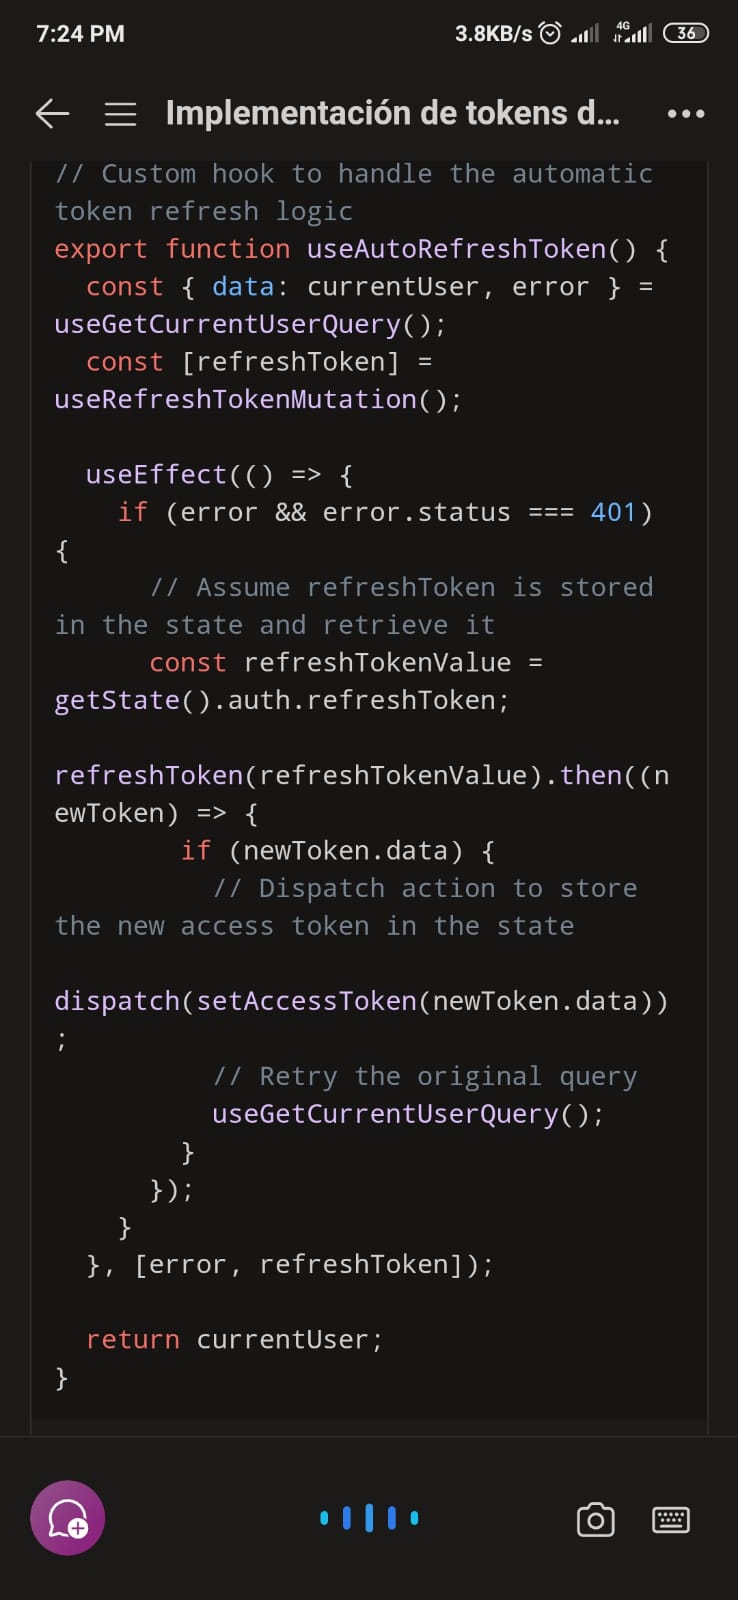 7:24 PM 3.8KB/s 4G 36
Implementación de tokens d...
// Custom hook to handle the automatic
token refresh logic
export function useAutoRefreshToken() {
const { data: currentUser, error } =
useGetCurrentUserQuery();
const [refreshToken] =
useRefreshTokenMutation();
useEffect(() => {
if (error && error.status === 401)
{
// Assume refreshToken is stored
in the state and retrieve it
const refreshTokenValue =
getState().auth.refreshToken;
refreshToken(refreshTokenValue).then((n
ewToken) => {
if (newToken.data) {
// Dispatch action to store
the new access token in the state
dispatch(setAccessToken(newToken.data))
;
// Retry the original query
useGetCurrentUserQuery();
}
});
}
}, [error, refreshToken]);
return currentUser;
}